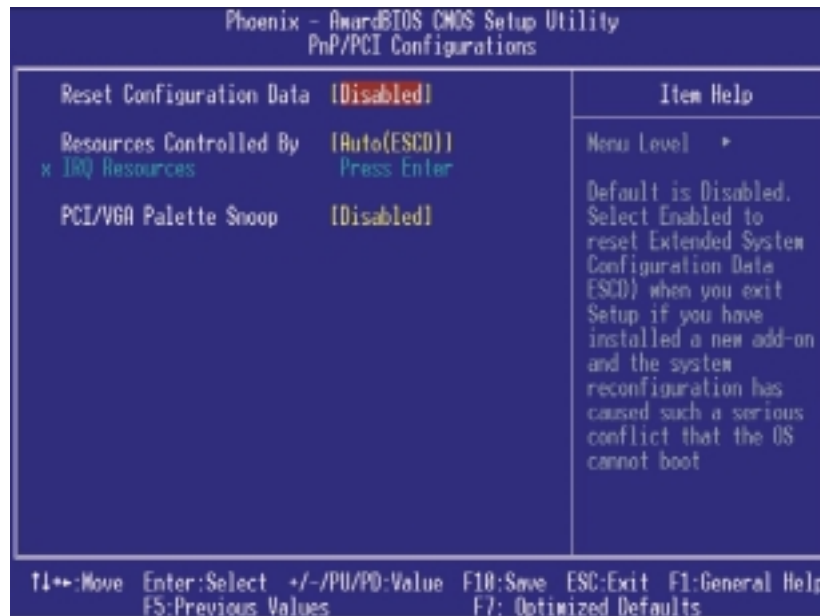 Phoenix - AwardBIOS CMOS Setup Utility
PnP/PCI Configurations
Reset Configuration Data [Disabled]
Resources Controlled By [Auto(ESCD)]
x IRQ Resources Press Enter
PCI/VGA Palette Snoop [Disabled]
Item Help
Menu Level ►
Default is Disabled.
Select Enabled to
reset Extended System
Configuration Data
ESCD) when you exit
Setup if you have
installed a new add-on
and the system
reconfiguration has
caused such a serious
conflict that the OS
cannot boot
↑↓→←:Move Enter:Select +/-/PU/PD:Value F10:Save ESC:Exit F1:General Help
F5:Previous Values F7: Optimized Defaults